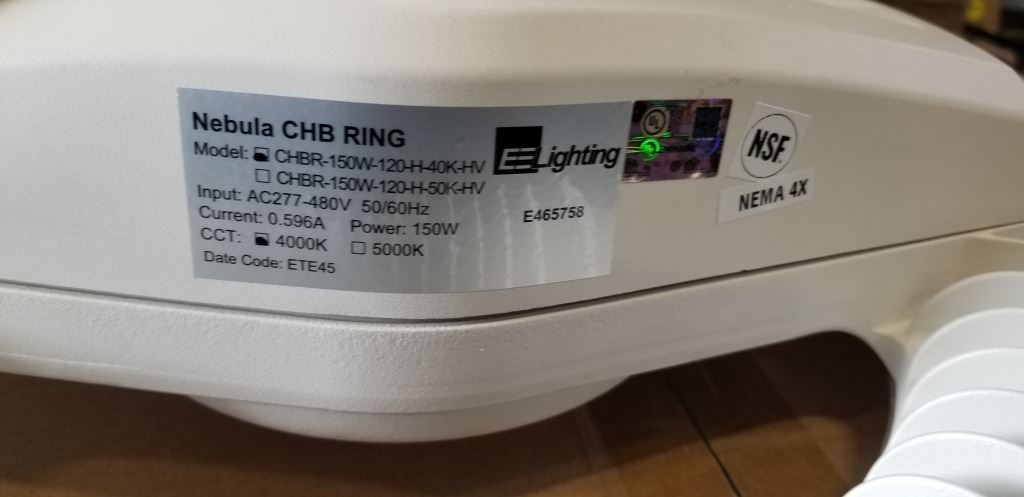 Nebula CHB RING
Model: CHBR-150W-120-H-40K-HV
CHBR-150W-120-H-50K-HV
Input: AC277-480V 50/60Hz
Current: 0.596A Power: 150W
CCT: 4000K 5000K
Date Code: ETE45
EELighting
E465758
UL
NSF
NEMA 4X